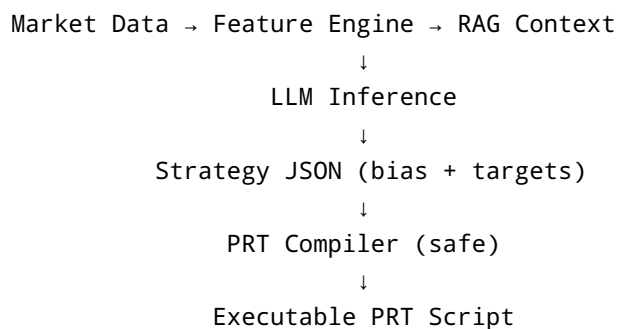 Market Data → Feature Engine → RAG Context
↓
LLM Inference
↓
Strategy JSON (bias + targets)
↓
PRT Compiler (safe)
↓
Executable PRT Script